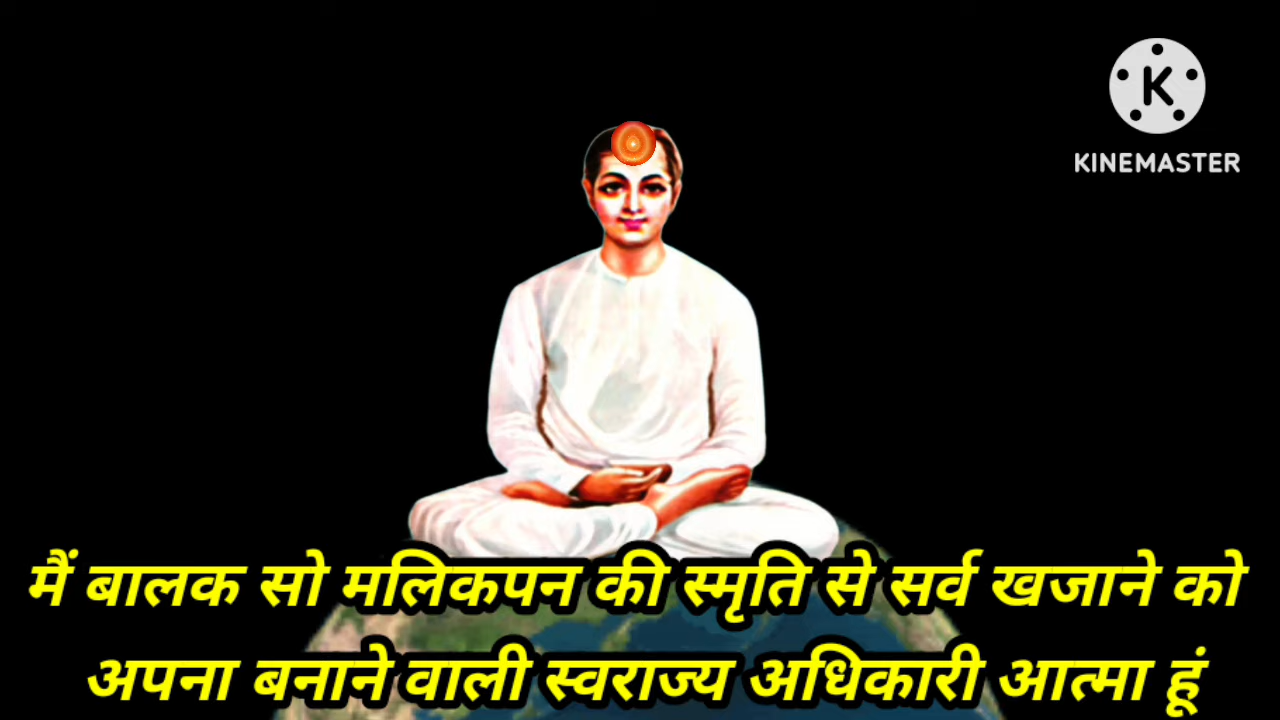 K
KINEMASTER
मैं बालक सो मलिकपन की स्मृति से सर्व खजाने को
अपना बनाने वाली स्वराज्य अधिकारी आत्मा हूं